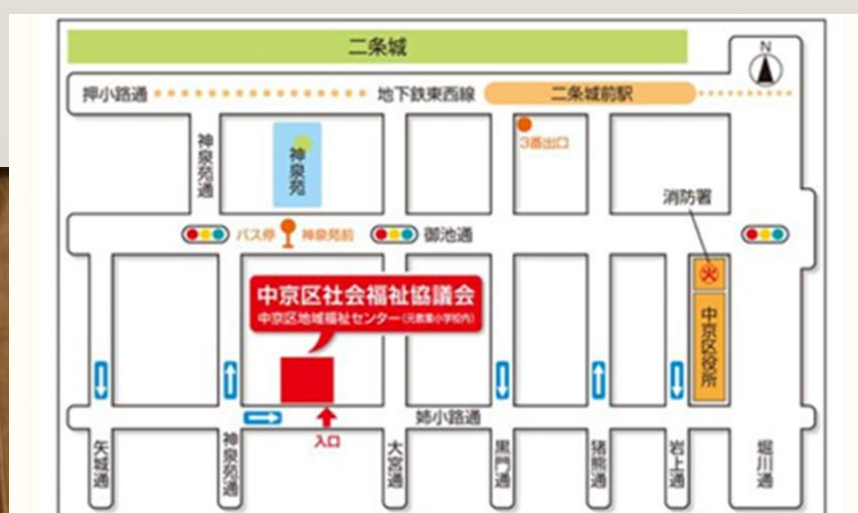 二条城
N
押小路通
地下鉄東西線
二条城前駅
3番出口
神泉苑通
神泉苑
消防署
バス停
神泉苑前
御池通
火
中京区社会福祉協議会
中京区地域福祉センター(元教業小学校内)
中京区役所
姉小路通
入口
矢城通
神泉苑通
大宮通
黒門通
猪熊通
岩上通
堀川通